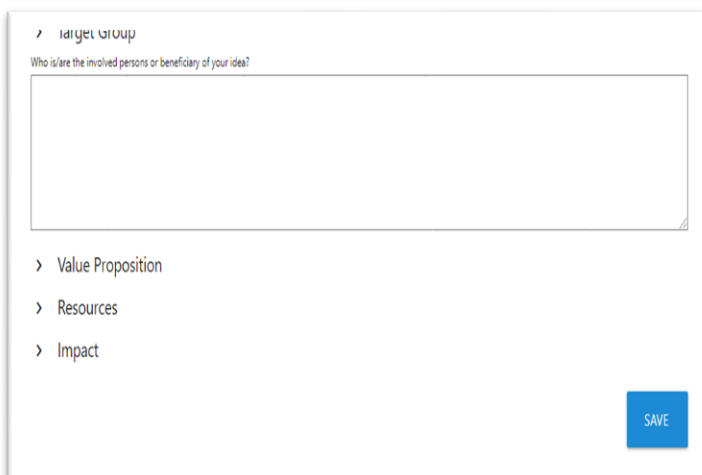 Target Group
Who is/are the involved persons or beneficiary of your idea?
Value Proposition
Resources
Impact
SAVE